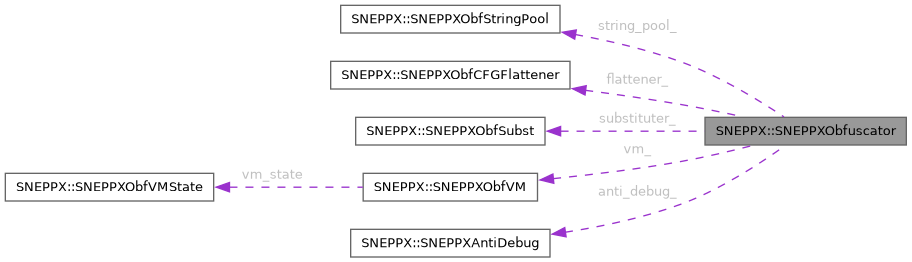 SNEPPX::SNEPPXObfStringPool
string_pool_
SNEPPX::SNEPPXObfCFGFlattener
flattener_
substituter_
SNEPPX::SNEPPXObfSubst
SNEPPX::SNEPPXObfuscator
vm_
vm_state
SNEPPX::SNEPPXObfVMState
SNEPPX::SNEPPXObfVM
anti_debug_
SNEPPX::SNEPPXAntiDebug